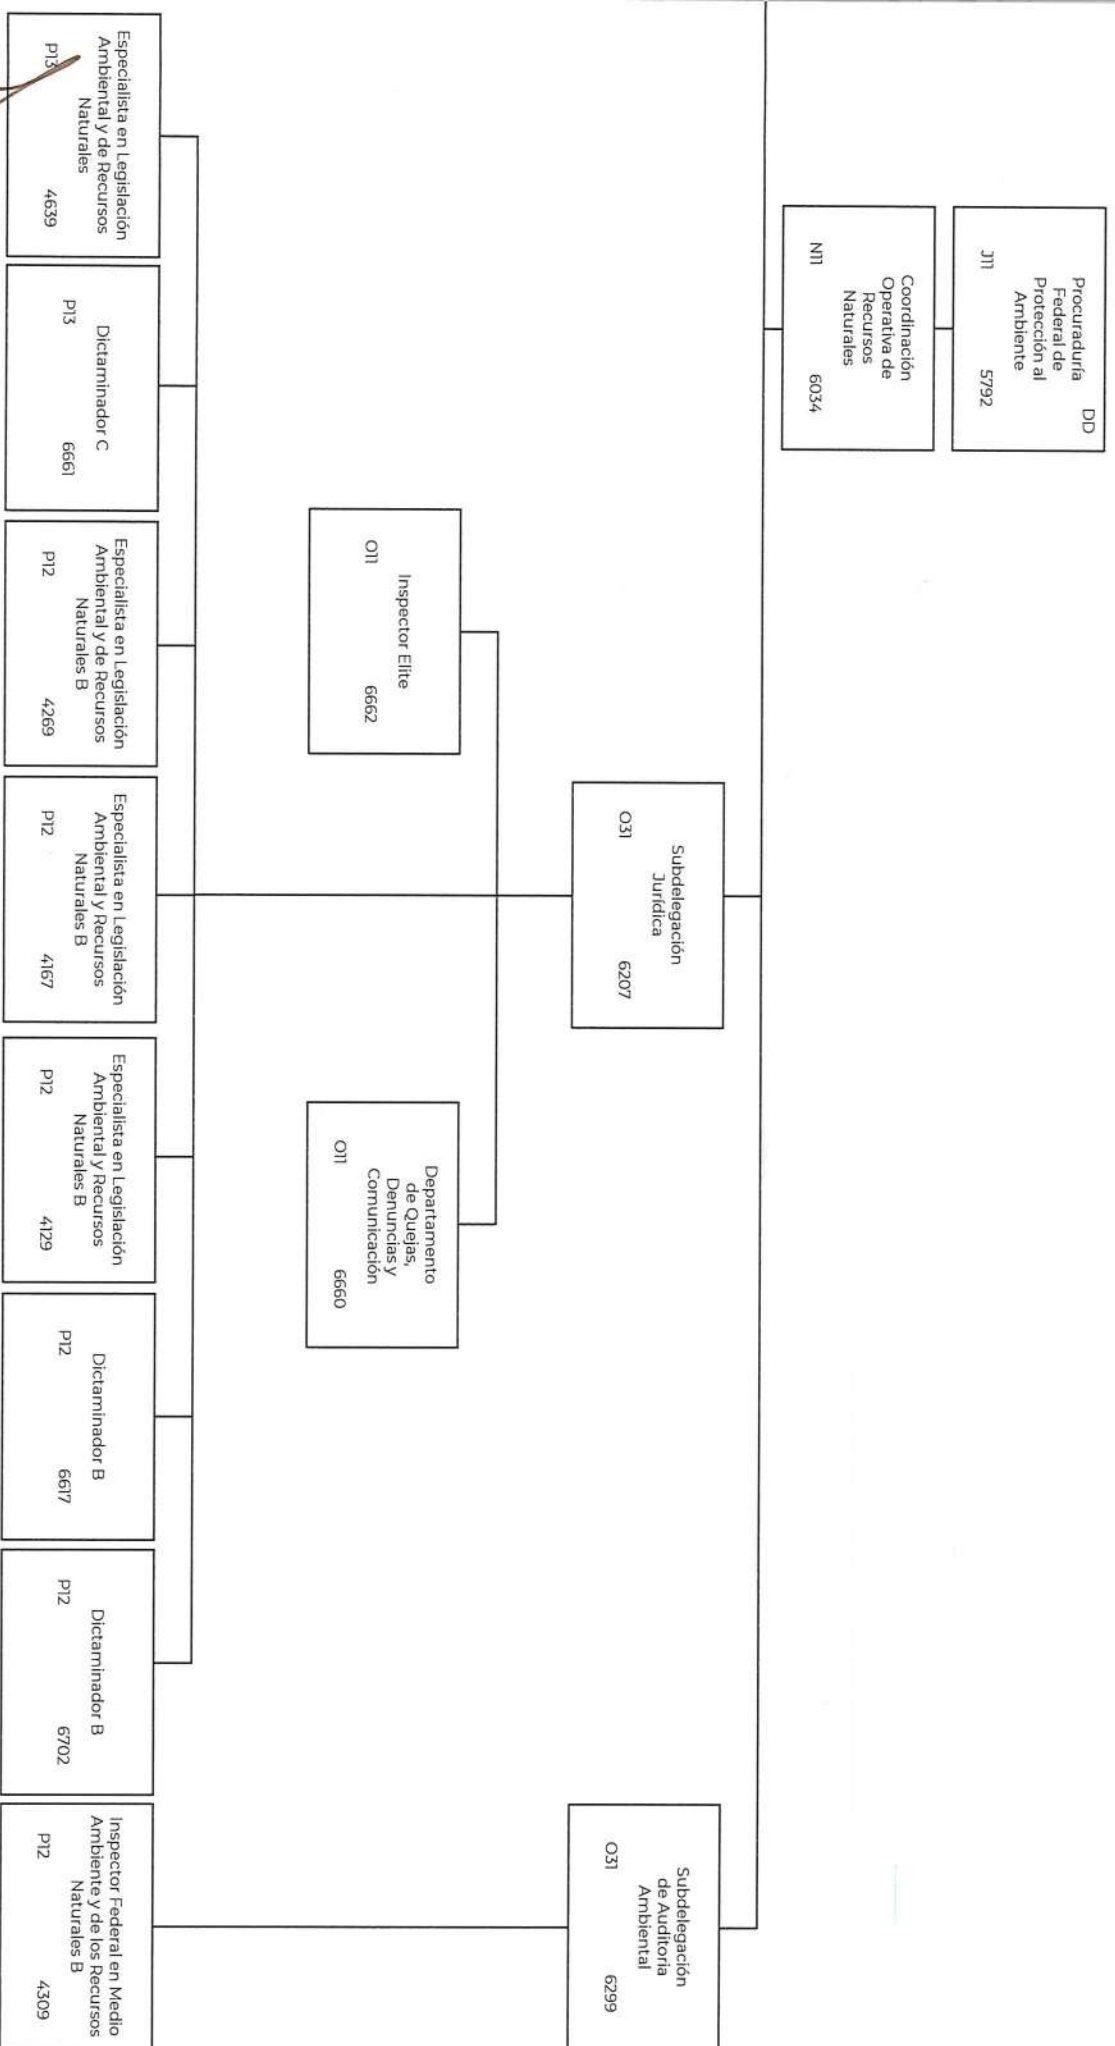 Procuraduría
Federal de
Protección al
Ambiente
DD
J11
5792
Coordinación
Operativa de
Recursos
Naturales
N11
6034
Subdelegación
Jurídica
O31
6207
Subdelegación
de Auditoria
Ambiental
O31
6299
Inspector Elite
O11
6662
Departamento
de Quejas,
Denuncias y
Comunicación
O11
6660
Especialista en Legislación
Ambiental y de Recursos
Naturales
P13
4639
Dictaminador C
P13
6661
Especialista en Legislación
Ambiental y de Recursos
Naturales B
P12
4269
Especialista en Legislación
Ambiental y Recursos
Naturales B
P12
4167
Especialista en Legislación
Ambiental y Recursos
Naturales B
P12
4129
Dictaminador B
P12
6617
Dictaminador B
P12
6702
Inspector Federal en Medio
Ambiente y de los Recursos
Naturales B
P12
4309